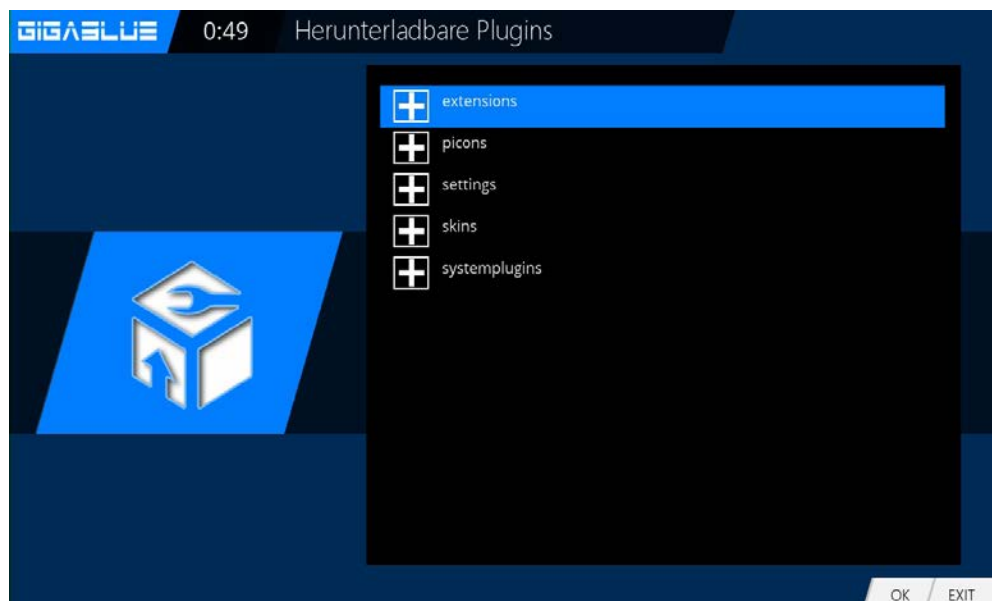 GIGABLUE 0:49 Herunterladbare Plugins
extensions
picons
settings
skins
systemplugins
OK EXIT